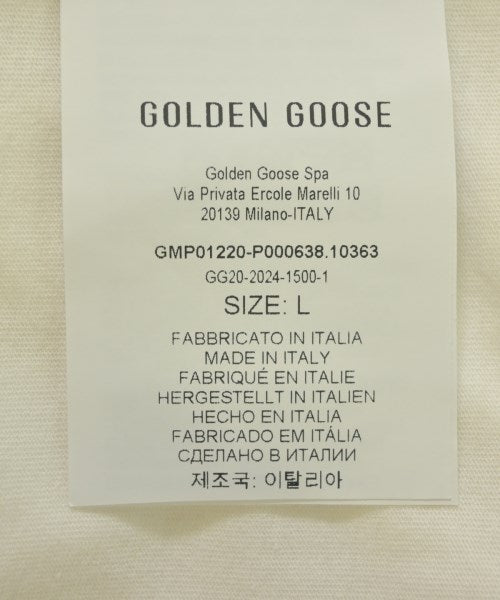 GOLDEN GOOSE
Golden Goose Spa
Via Privata Ercole Marelli 10
20139 Milano-ITALY
GMP01220-P000638.10363
GG20-2024-1500-1
SIZE: L
FABBRICATO IN ITALIA
MADE IN ITALY
FABRIQUÉ EN ITALIE
HERGESTELLT IN ITALIEN
HECHO EN ITALIA
FABRICADO EM ITÁLIA
СДЕЛАНО В ИТАЛИИ
제조국: 이탈리아